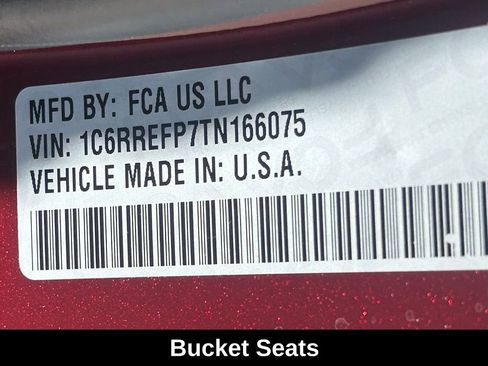 MFD BY: FCA US LLC
VIN: 1C6RREFP7TN166075
VEHICLE MADE IN: U.S.A.
Bucket Seats